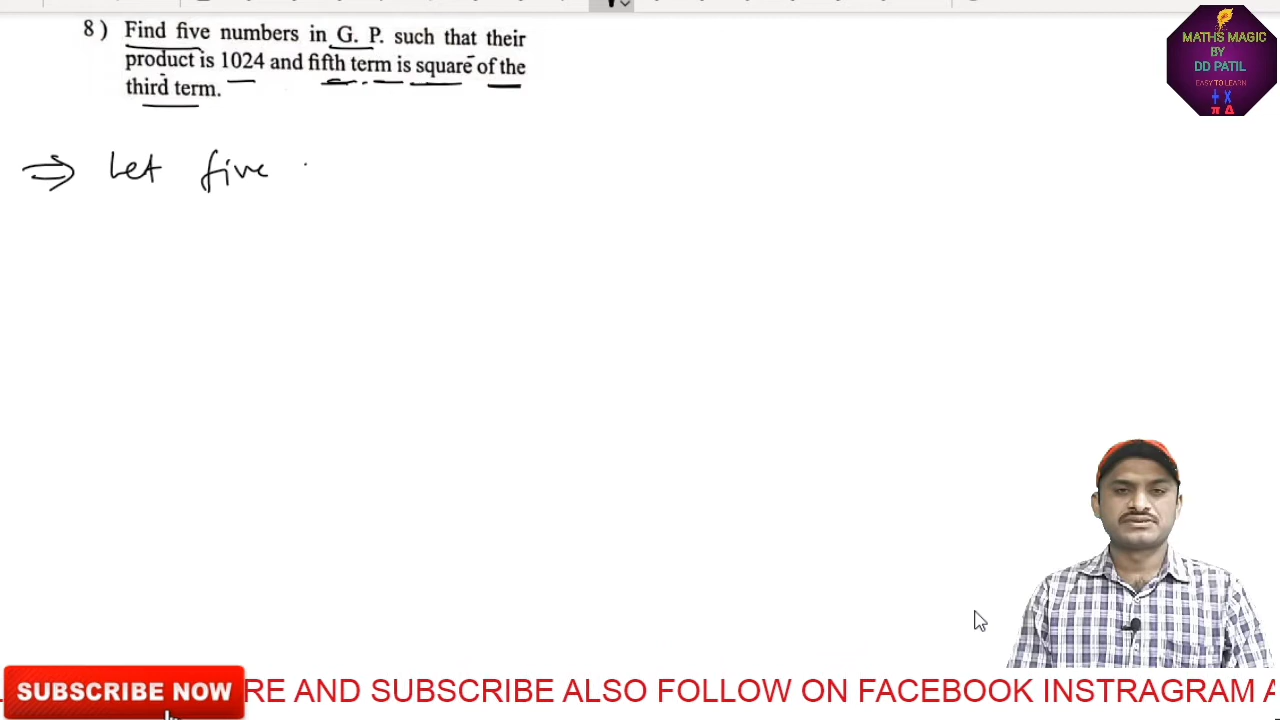 8) Find five numbers in G. P. such that their
product is 1024 and fifth term is square of the
third term.
⇒ Let five
MATHS MAGIC
BY
DD PATIL
EASY TO LEARN
+ X
π Δ
SUBSCRIBE NOW
RE AND SUBSCRIBE ALSO FOLLOW ON FACEBOOK INSTRAGRAM A